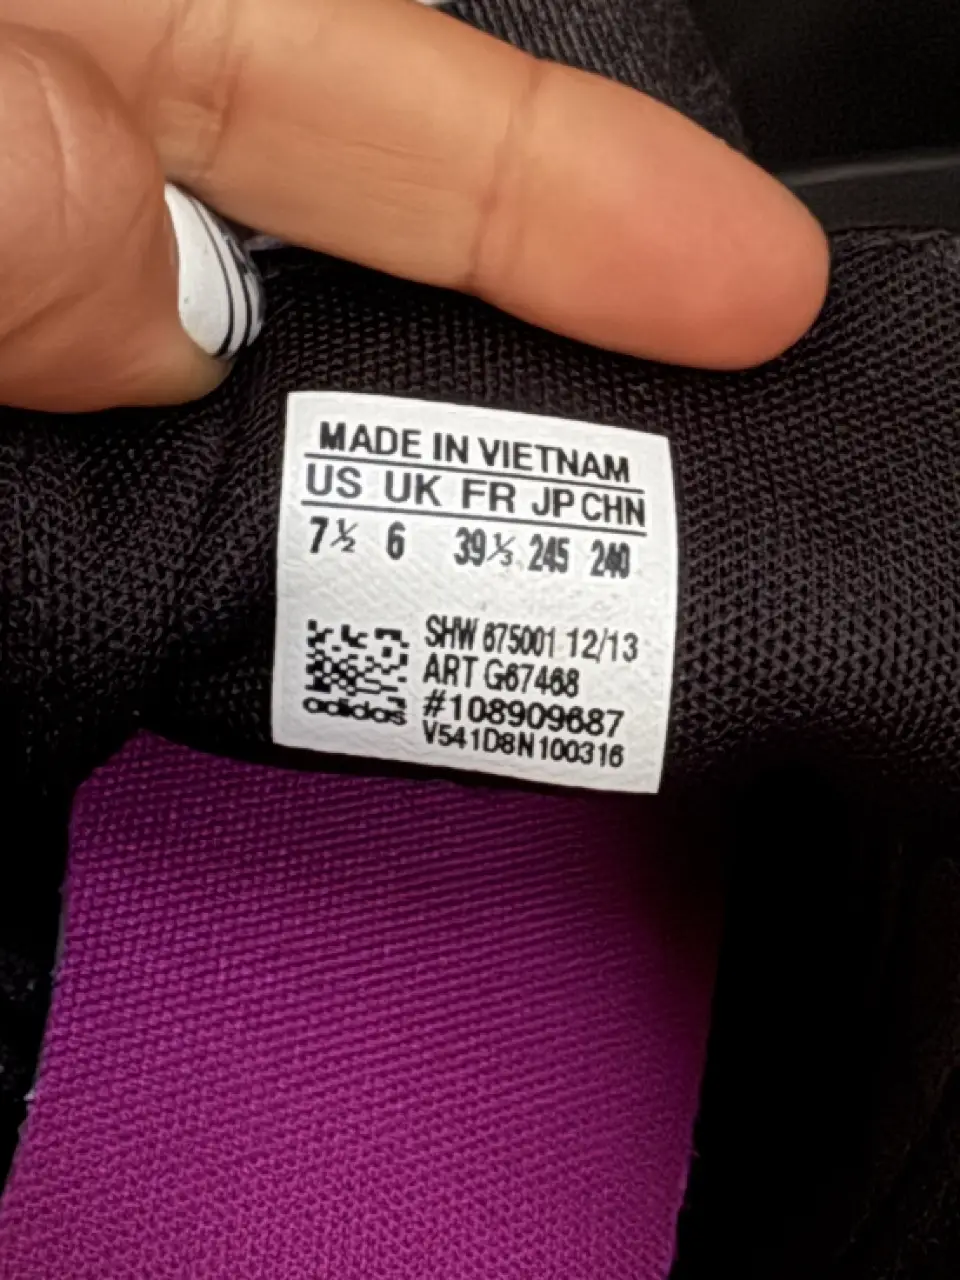 MADE IN VIETNAM
US UK FR JP CHN
7½ 6 39⅓ 245 240
SHW 675001 12/13
ART G67468
#108909687
V541D8N100316
adidas